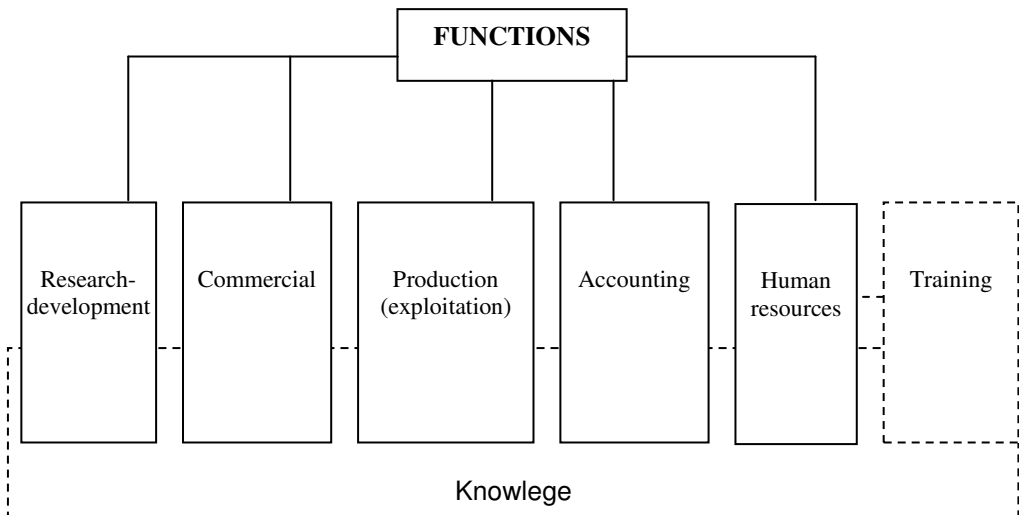 FUNCTIONS
Research-
development
Commercial
Production
(exploitation)
Accounting
Human
resources
Training
Knowlege